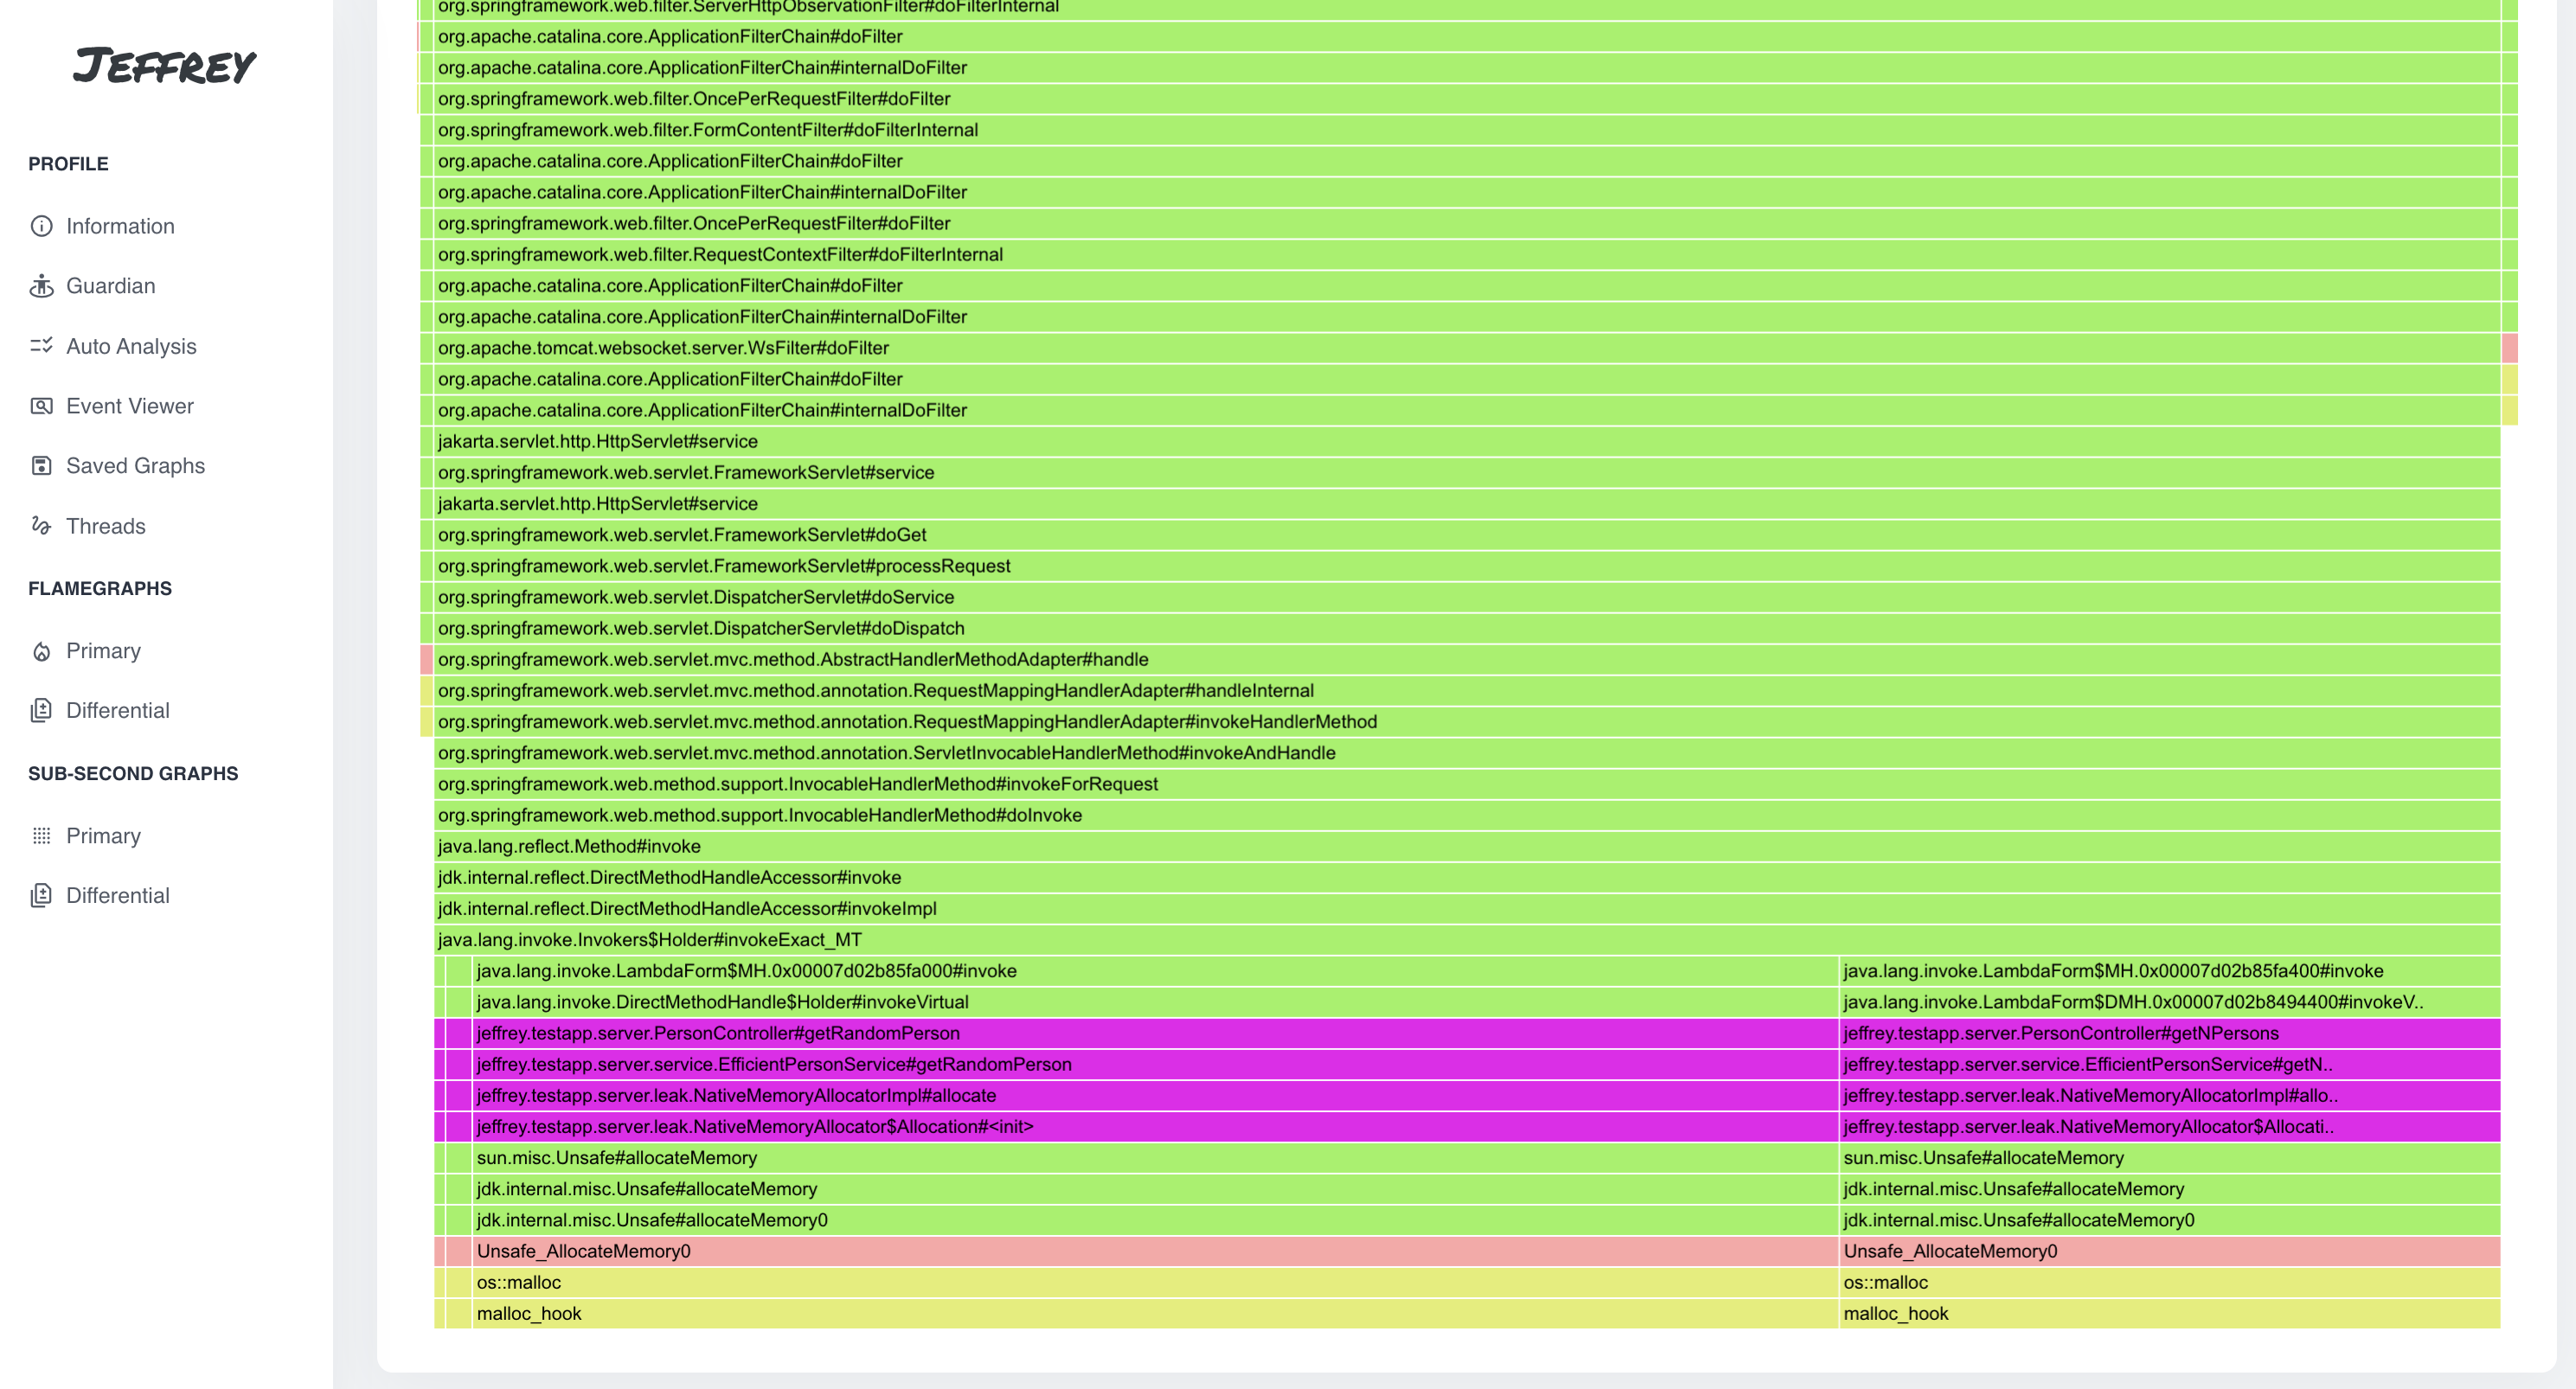 JEFFREY
PROFILE
Information
Guardian
Auto Analysis
Event Viewer
Saved Graphs
Threads
FLAMEGRAPHS
Primary
Differential
SUB-SECOND GRAPHS
Primary
Differential
org.springframework.web.filter.ServerHttpObservationFilter#doFilterInternal
org.apache.catalina.core.ApplicationFilterChain#doFilter
org.apache.catalina.core.ApplicationFilterChain#internalDoFilter
org.springframework.web.filter.OncePerRequestFilter#doFilter
org.springframework.web.filter.FormContentFilter#doFilterInternal
org.apache.catalina.core.ApplicationFilterChain#doFilter
org.apache.catalina.core.ApplicationFilterChain#internalDoFilter
org.springframework.web.filter.OncePerRequestFilter#doFilter
org.springframework.web.filter.RequestContextFilter#doFilterInternal
org.apache.catalina.core.ApplicationFilterChain#doFilter
org.apache.catalina.core.ApplicationFilterChain#internalDoFilter
org.apache.tomcat.websocket.server.WsFilter#doFilter
org.apache.catalina.core.ApplicationFilterChain#doFilter
org.apache.catalina.core.ApplicationFilterChain#internalDoFilter
jakarta.servlet.http.HttpServlet#service
org.springframework.web.servlet.FrameworkServlet#service
jakarta.servlet.http.HttpServlet#service
org.springframework.web.servlet.FrameworkServlet#doGet
org.springframework.web.servlet.FrameworkServlet#processRequest
org.springframework.web.servlet.DispatcherServlet#doService
org.springframework.web.servlet.DispatcherServlet#doDispatch
org.springframework.web.servlet.mvc.method.AbstractHandlerMethodAdapter#handle
org.springframework.web.servlet.mvc.method.annotation.RequestMappingHandlerAdapter#handleInternal
org.springframework.web.servlet.mvc.method.annotation.RequestMappingHandlerAdapter#invokeHandlerMethod
org.springframework.web.servlet.mvc.method.annotation.ServletInvocableHandlerMethod#invokeAndHandle
org.springframework.web.method.support.InvocableHandlerMethod#invokeForRequest
org.springframework.web.method.support.InvocableHandlerMethod#doInvoke
java.lang.reflect.Method#invoke
jdk.internal.reflect.DirectMethodHandleAccessor#invoke
jdk.internal.reflect.DirectMethodHandleAccessor#invokeImpl
java.lang.invoke.Invokers$Holder#invokeExact_MT
java.lang.invoke.LambdaForm$MH.0x00007d02b85fa000#invoke java.lang.invoke.LambdaForm$MH.0x00007d02b85fa400#invoke
java.lang.invoke.DirectMethodHandle$Holder#invokeVirtual java.lang.invoke.LambdaForm$DMH.0x00007d02b8494400#invokeV..
jeffrey.testapp.server.PersonController#getRandomPerson jeffrey.testapp.server.PersonController#getNPersons
jeffrey.testapp.server.service.EfficientPersonService#getRandomPerson jeffrey.testapp.server.service.EfficientPersonService#getN..
jeffrey.testapp.server.leak.NativeMemoryAllocatorImpl#allocate jeffrey.testapp.server.leak.NativeMemoryAllocatorImpl#allo..
jeffrey.testapp.server.leak.NativeMemoryAllocator$Allocation#<init> jeffrey.testapp.server.leak.NativeMemoryAllocator$Allocati..
sun.misc.Unsafe#allocateMemory sun.misc.Unsafe#allocateMemory
jdk.internal.misc.Unsafe#allocateMemory jdk.internal.misc.Unsafe#allocateMemory
jdk.internal.misc.Unsafe#allocateMemory0 jdk.internal.misc.Unsafe#allocateMemory0
Unsafe_AllocateMemory0 Unsafe_AllocateMemory0
os::malloc os::malloc
malloc_hook malloc_hook